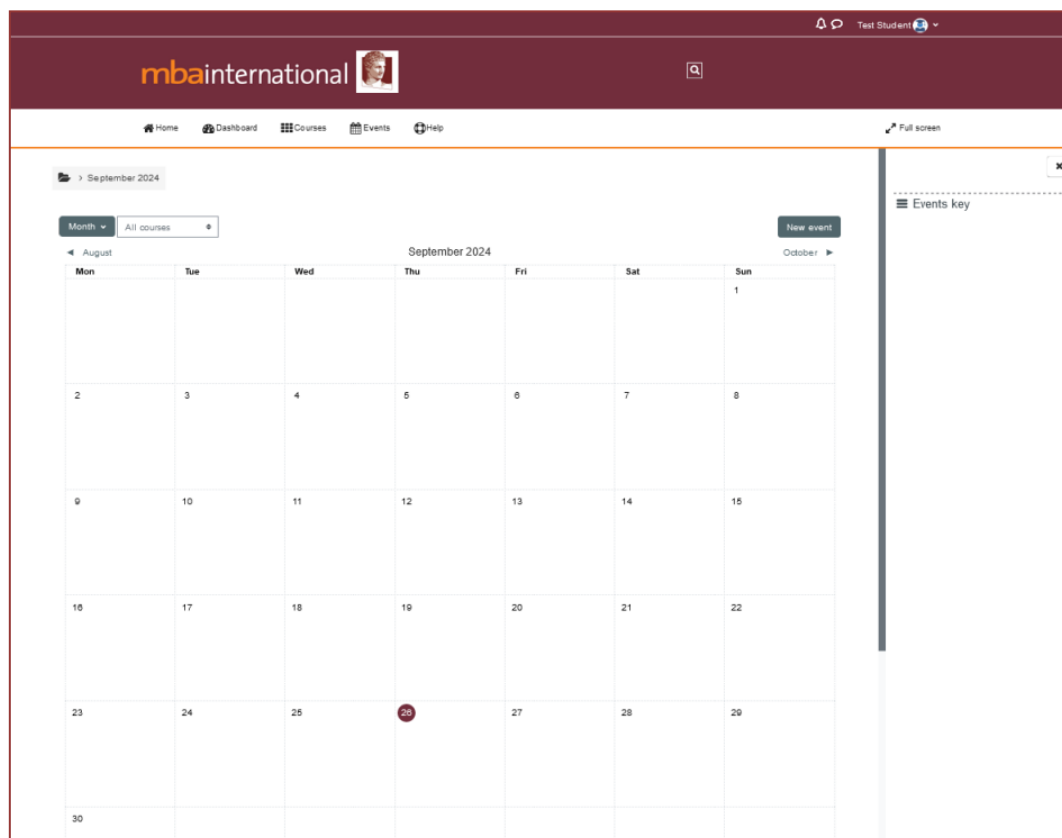 Test Student
mbainternational
Home Dashboard Courses Events Help Full screen
› September 2024
Events key
Month All courses New event
◄ August September 2024 October ►
Mon Tue Wed Thu Fri Sat Sun
1
2 3 4 5 6 7 8
9 10 11 12 13 14 15
16 17 18 19 20 21 22
23 24 25 26 27 28 29
30